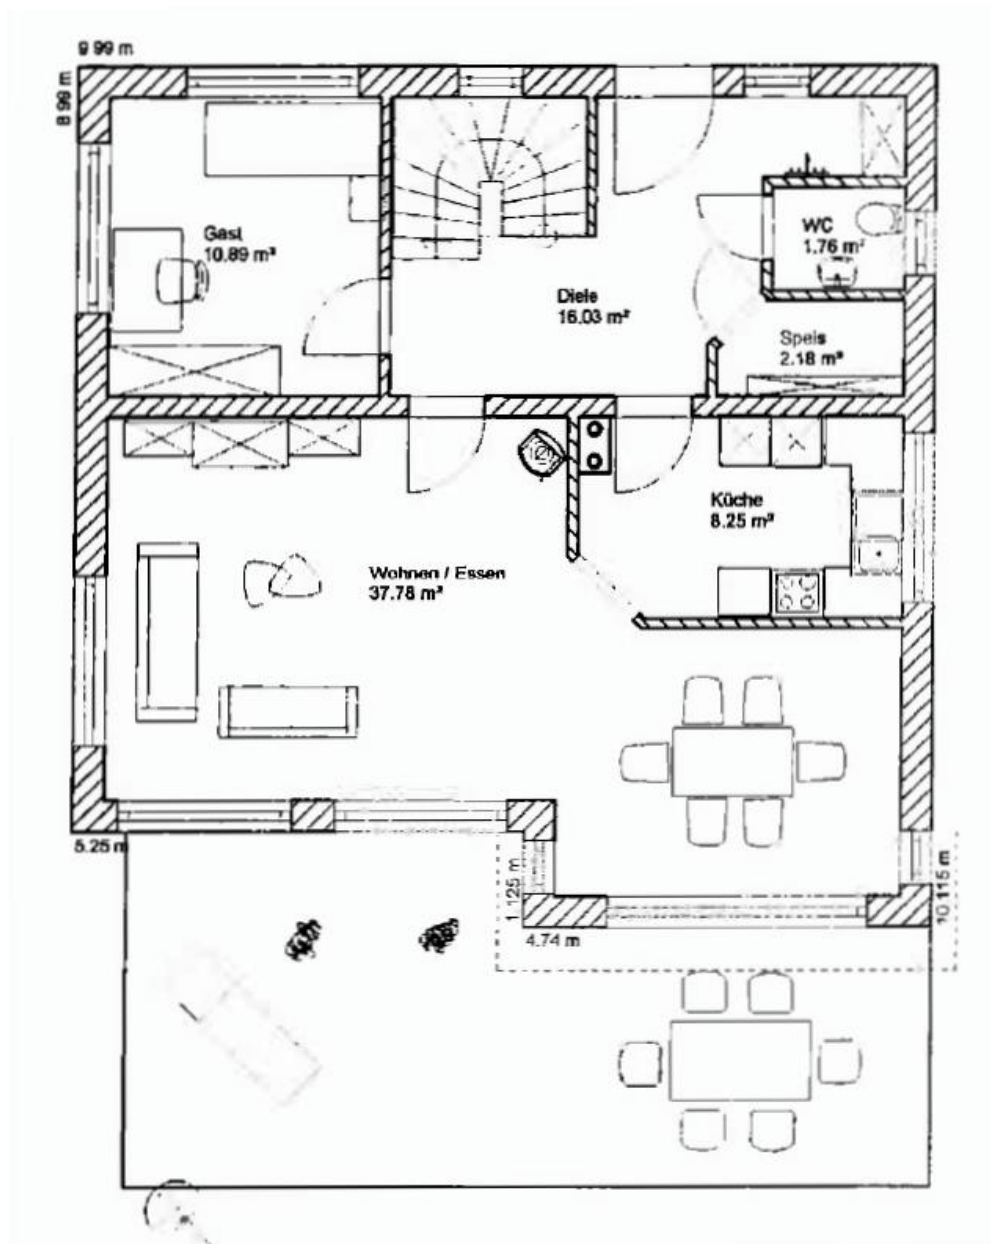 9.99 m
8.99 m
Gast
10.89 m²
WC
1.76 m²
Diele
16.03 m²
Speis
2.18 m²
Küche
8.25 m²
Wohnen / Essen
37.78 m²
5.25 m
1.125 m
4.74 m
10.115 m